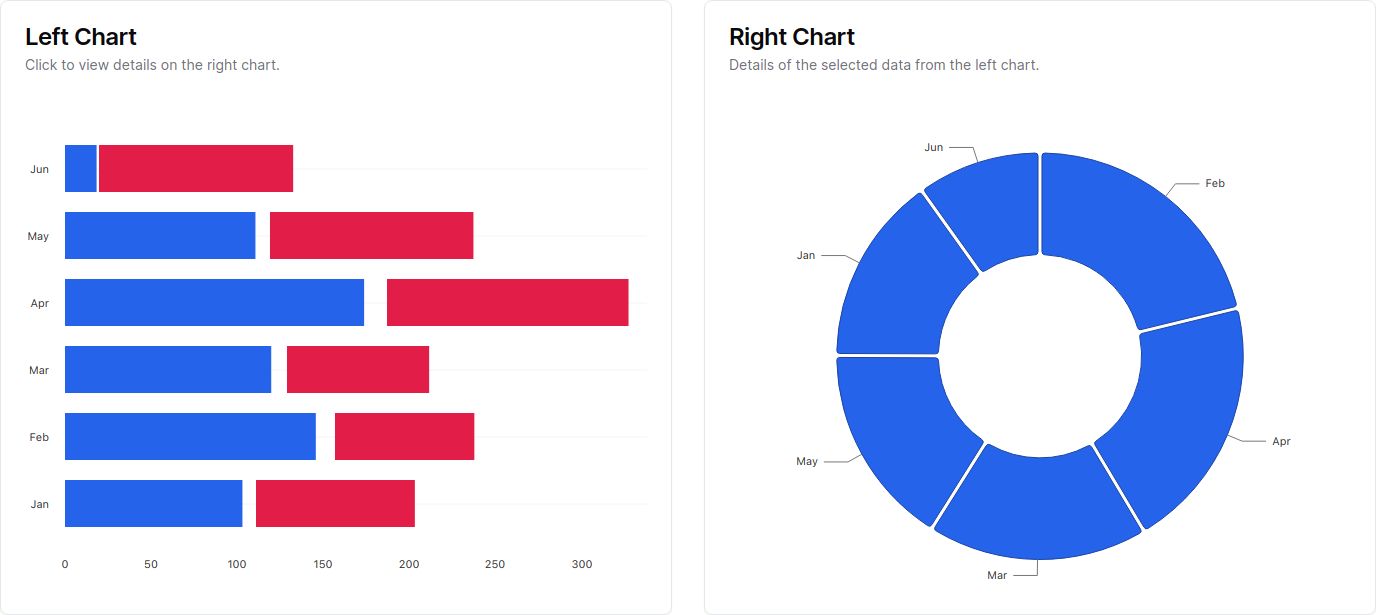 Left Chart
Click to view details on the right chart.
Jun
May
Apr
Mar
Feb
Jan
0 50 100 150 200 250 300
Right Chart
Details of the selected data from the left chart.
Jun
Feb
Jan
Apr
May
Mar